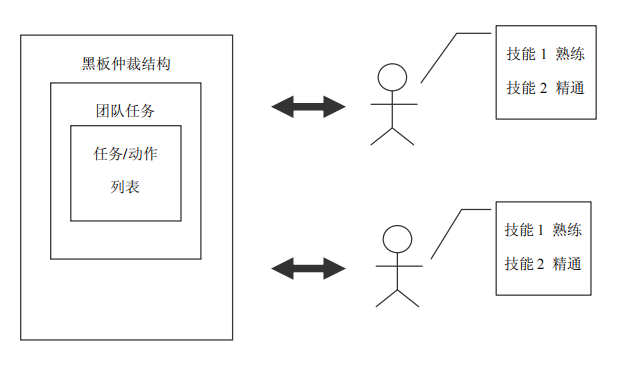 黑板仲裁结构
团队任务
任务/动作
列表
技能 1 熟练
技能 2 精通
技能 1 熟练
技能 2 精通